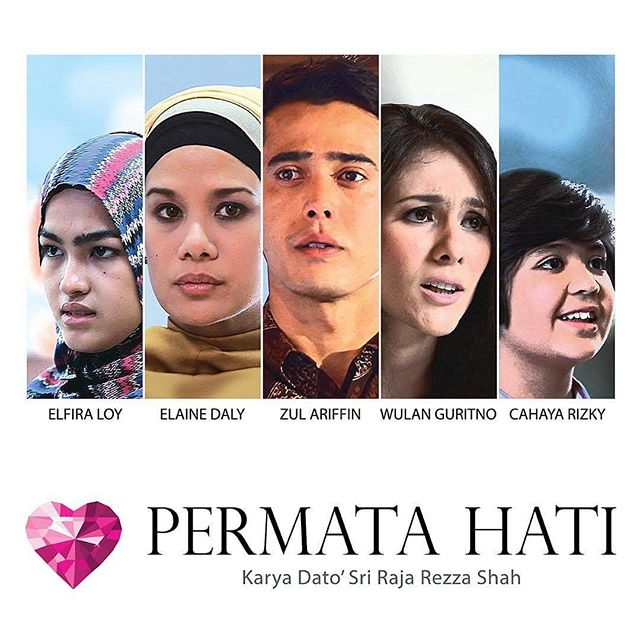 ELFIRA LOY ELAINE DALY ZUL ARIFFIN WULAN GURITNO CAHAYA RIZKY
PERMATA HATI
Karya Dato' Sri Raja Rezza Shah